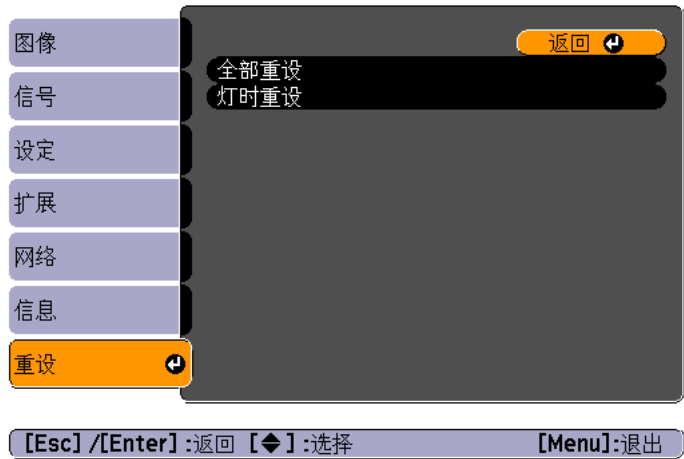 图像
信号
设定
扩展
网络
信息
重设
返回
全部重设
灯时重设
[Esc] /[Enter] :返回 [◆] :选择 [Menu]:退出